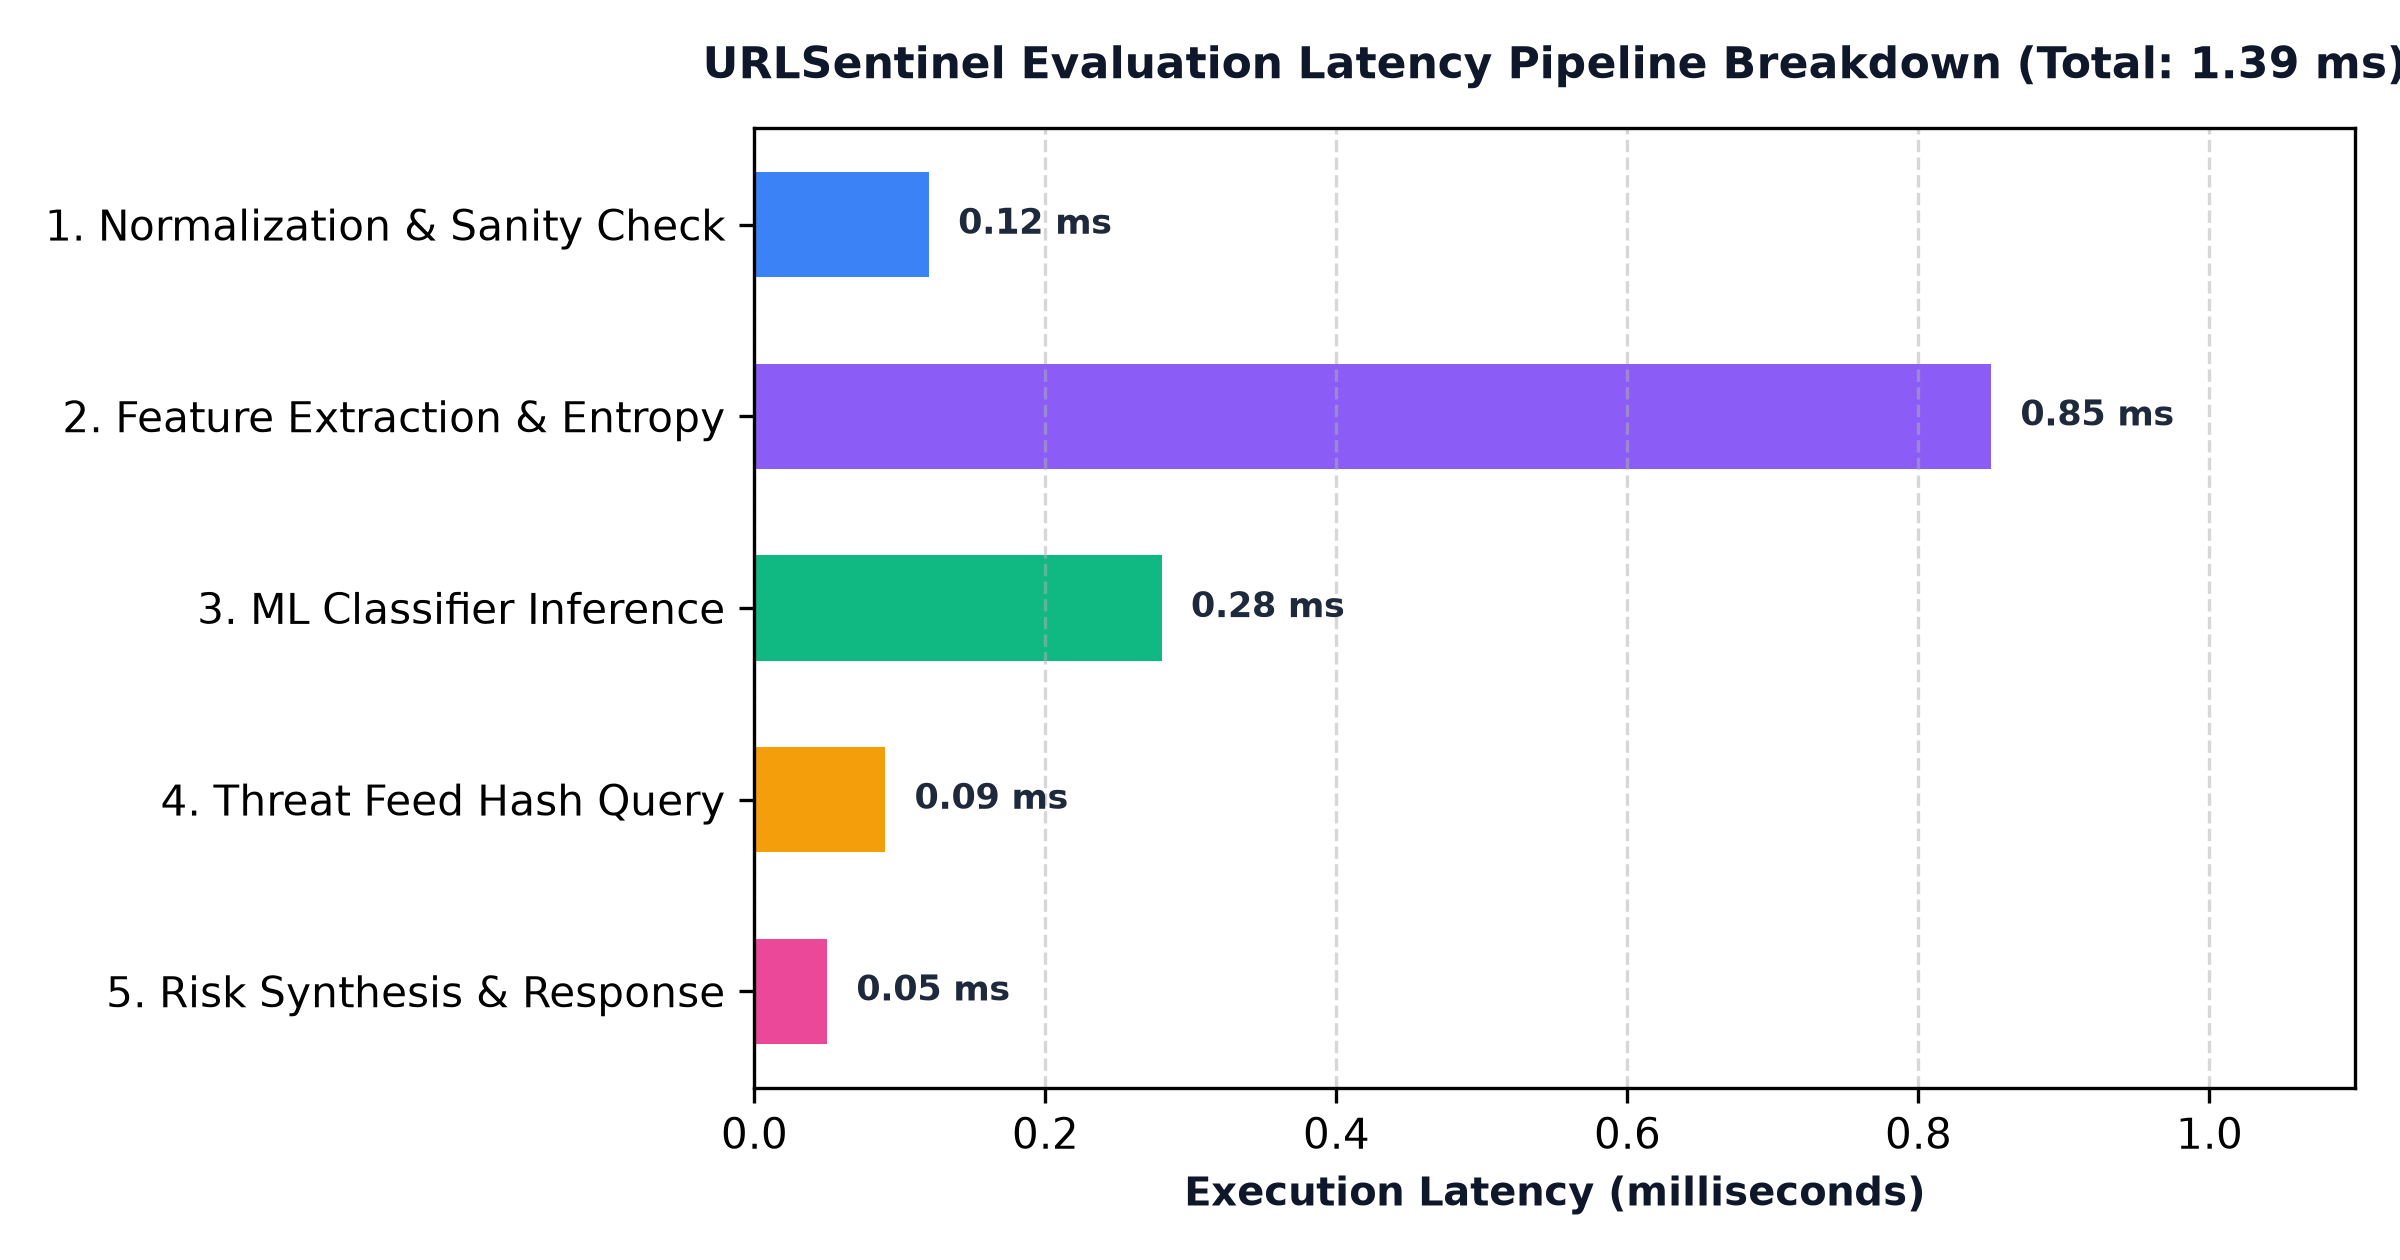 URLSentinel Evaluation Latency Pipeline Breakdown (Total: 1.39 ms)
1. Normalization & Sanity Check
0.12 ms
2. Feature Extraction & Entropy
0.85 ms
3. ML Classifier Inference
0.28 ms
4. Threat Feed Hash Query
0.09 ms
5. Risk Synthesis & Response
0.05 ms
0.0 0.2 0.4 0.6 0.8 1.0
Execution Latency (milliseconds)